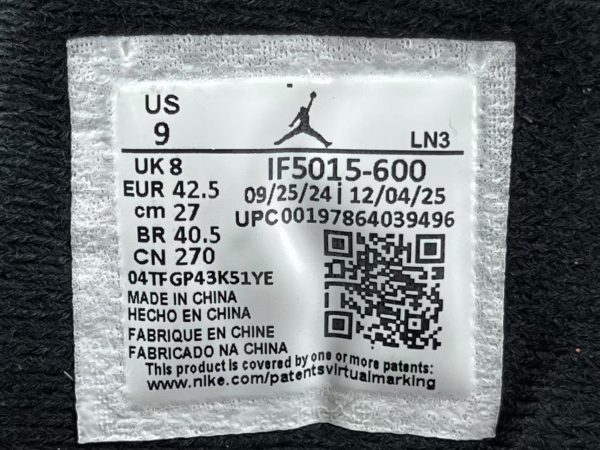 US
9
LN3
UK 8
EUR 42.5
cm 27
BR 40.5
CN 270
IF5015-600
09/25/24 | 12/04/25
UPC00197864039496
04TFGP43K51YE
MADE IN CHINA
HECHO EN CHINA
FABRIQUE EN CHINE
FABRICADO NA CHINA
This product is covered by one or more patents:
www.nike.com/patentsvirtualmarking